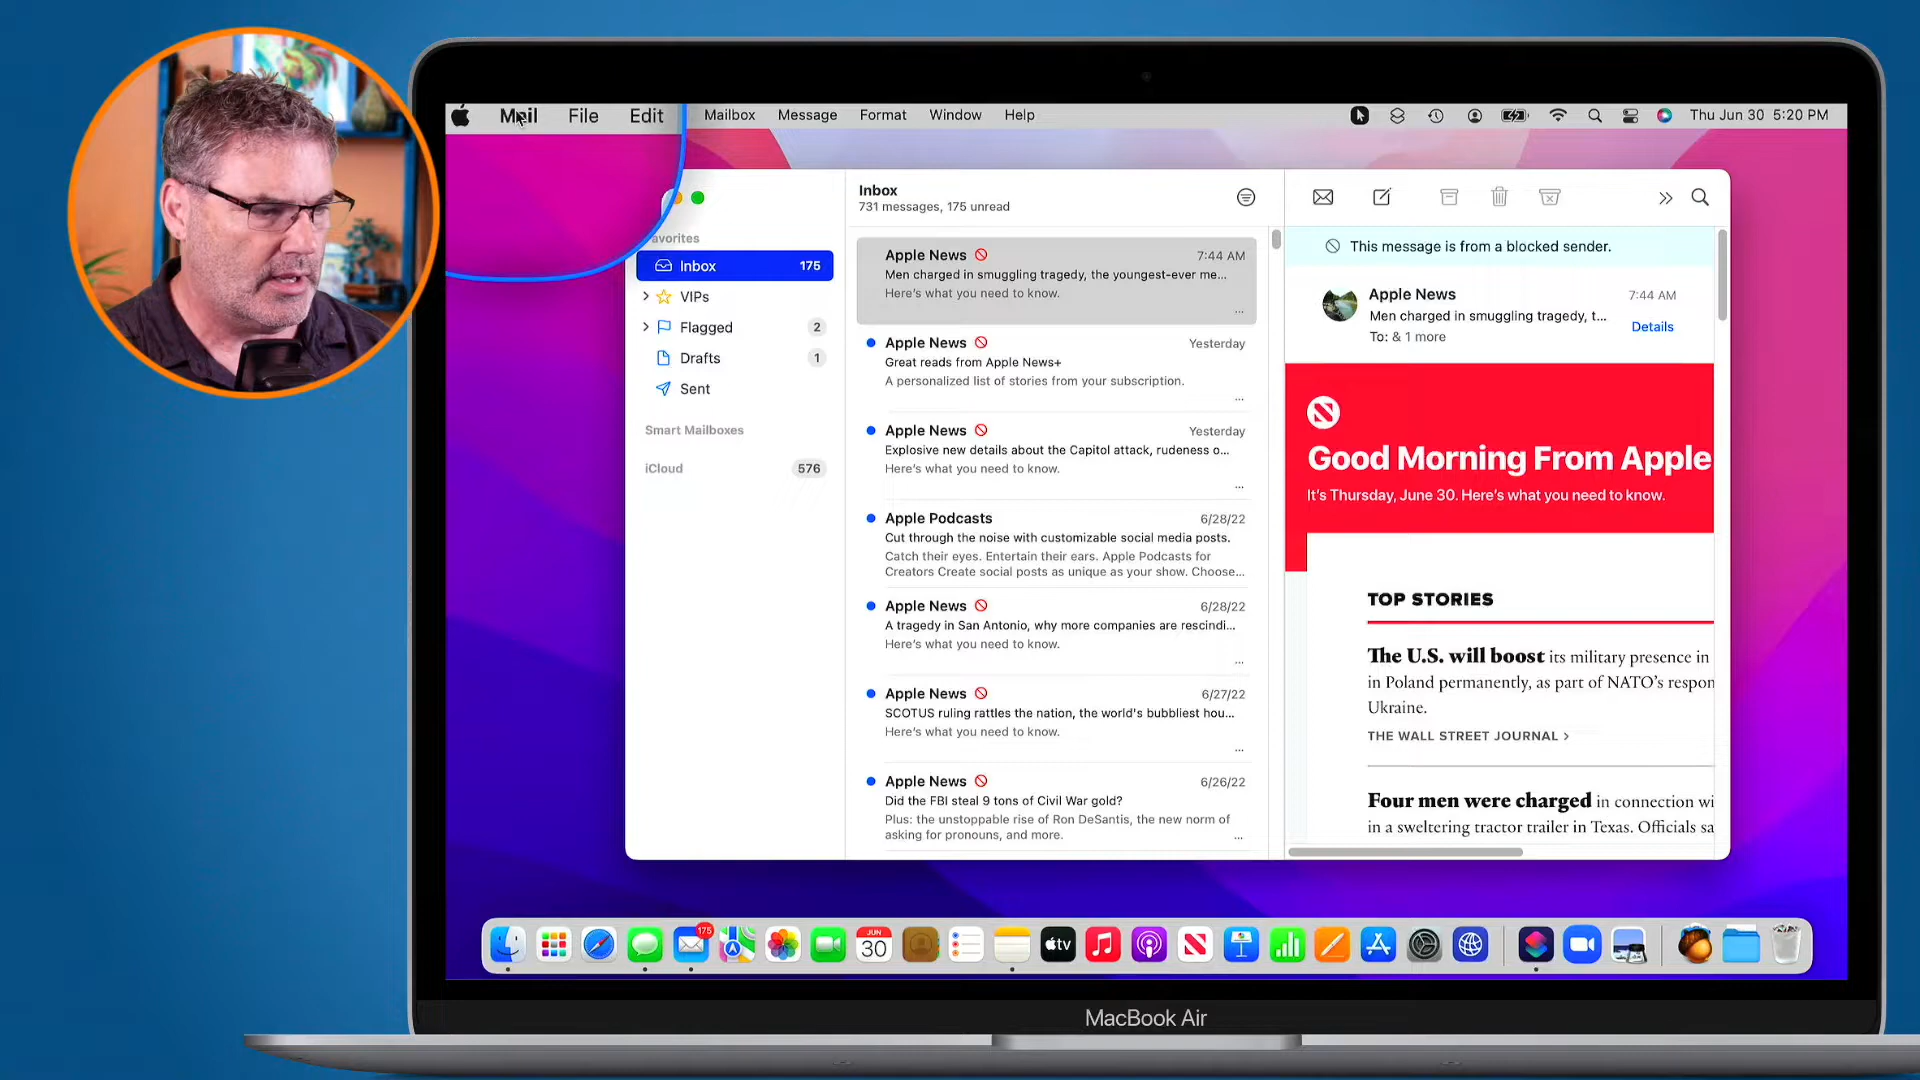 Mail File Edit Mailbox Message Format Window Help Thu Jun 30 5:20 PM
Inbox
731 messages, 175 unread
avorites
Inbox 175
VIPs
Flagged 2
Drafts 1
Sent
Smart Mailboxes
iCloud 576
Apple News 7:44 AM
Men charged in smuggling tragedy, the youngest-ever me...
Here's what you need to know.
...
Apple News Yesterday
Great reads from Apple News+
A personalized list of stories from your subscription.
...
Apple News Yesterday
Explosive new details about the Capitol attack, rudeness o...
Here's what you need to know.
...
Apple Podcasts 6/28/22
Cut through the noise with customizable social media posts.
Catch their eyes. Entertain their ears. Apple Podcasts for
Creators Create social posts as unique as your show. Choose...
Apple News 6/28/22
A tragedy in San Antonio, why more companies are rescindi...
Here's what you need to know.
...
Apple News 6/27/22
SCOTUS ruling rattles the nation, the world's bubbliest hou...
Here's what you need to know.
...
Apple News 6/26/22
Did the FBI steal 9 tons of Civil War gold?
Plus: the unstoppable rise of Ron DeSantis, the new norm of
asking for pronouns, and more.
...
This message is from a blocked sender.
Apple News 7:44 AM
Men charged in smuggling tragedy, t...
Details
To: & 1 more
Good Morning From Apple
It's Thursday, June 30. Here's what you need to know.
TOP STORIES
The U.S. will boost its military presence in
in Poland permanently, as part of NATO's respon
Ukraine.
THE WALL STREET JOURNAL >
Four men were charged in connection wi
in a sweltering tractor trailer in Texas. Officials sa
175
JUN
30
tv
MacBook Air